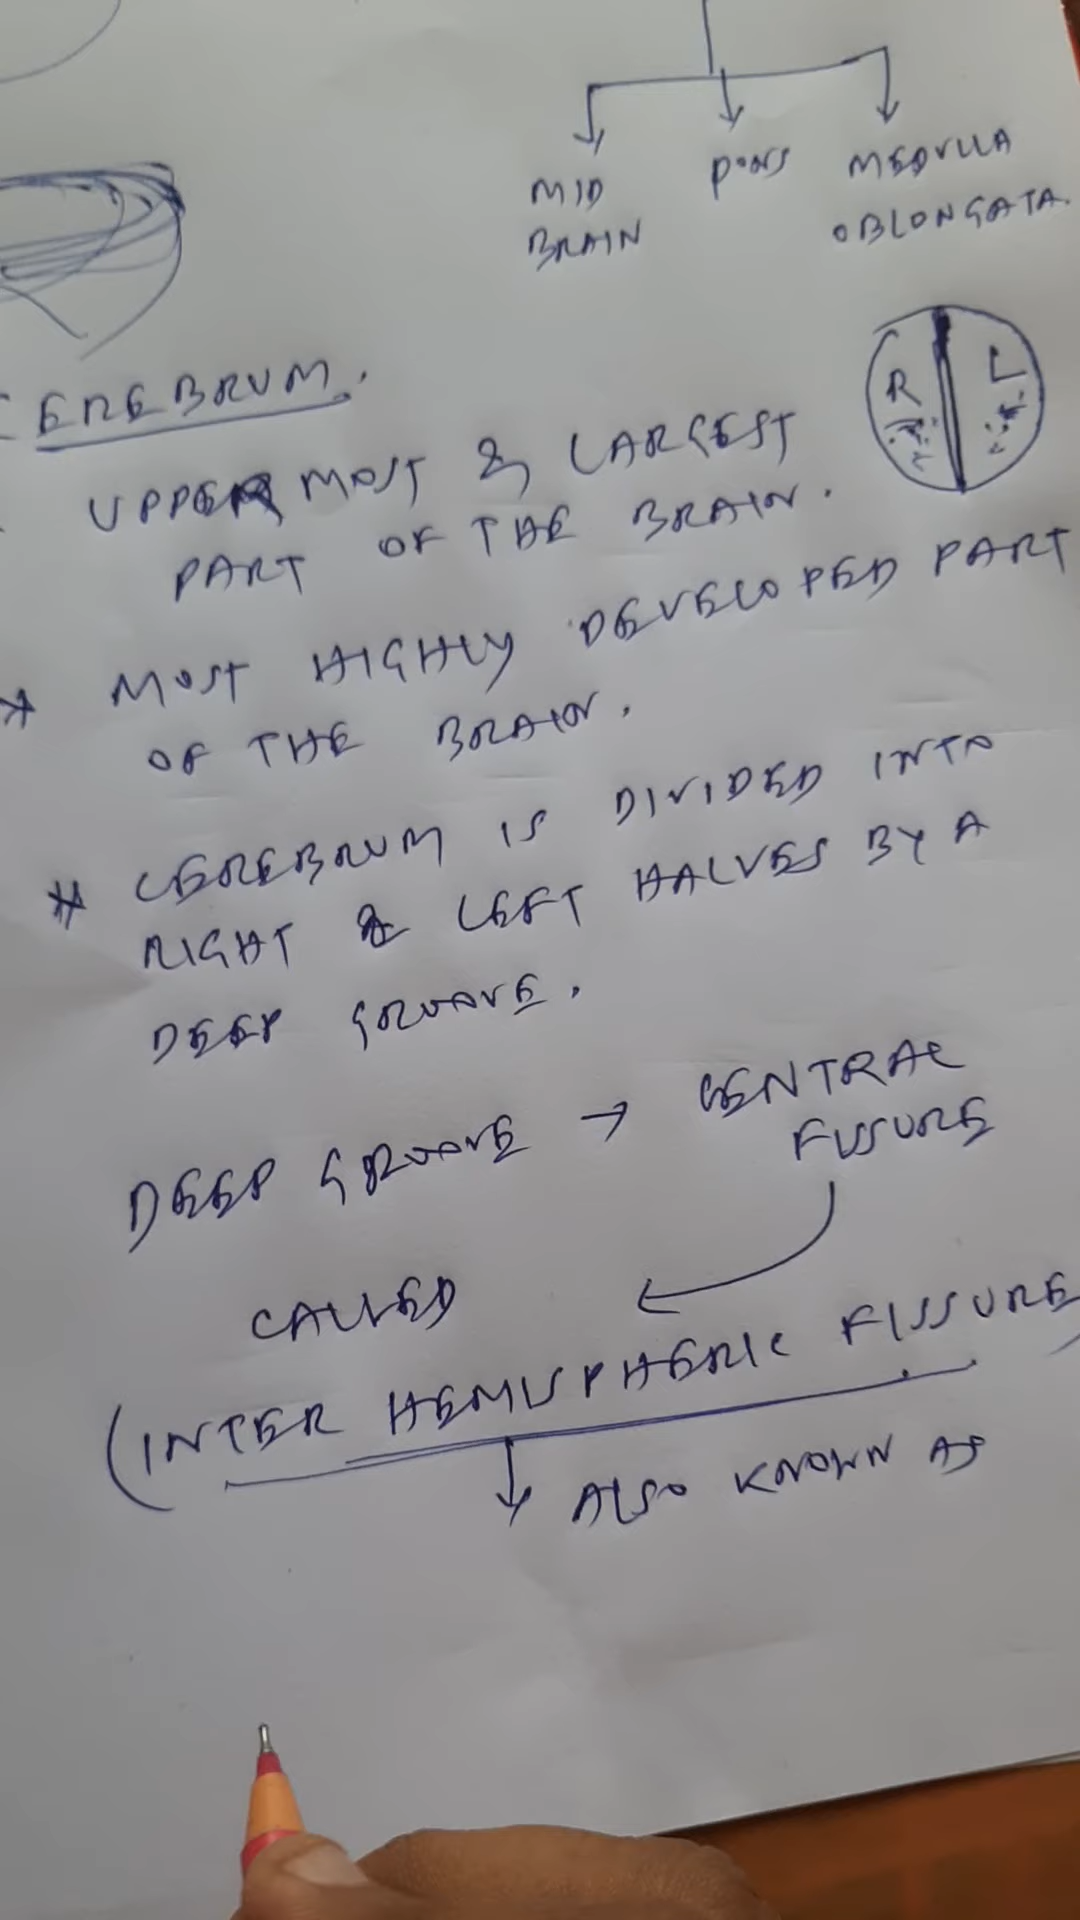 MID
BRAIN
PONS
MEDULLA
OBLONGATA.
R L
CEREBRUM.
UPPER MOST & LARGEST
PART OF THE BRAIN.
* MOST HIGHLY DEVELOPED PART
OF THE BRAIN.
* CEREBRUM IS DIVIDED INTO
RIGHT & LEFT HALVES BY A
DEEP GROOVE.
DEEP GROOVE → CENTRAL
FISSURE
CALLED
(INTER HEMISPHERIC FISSURE)
ALSO KNOWN AS